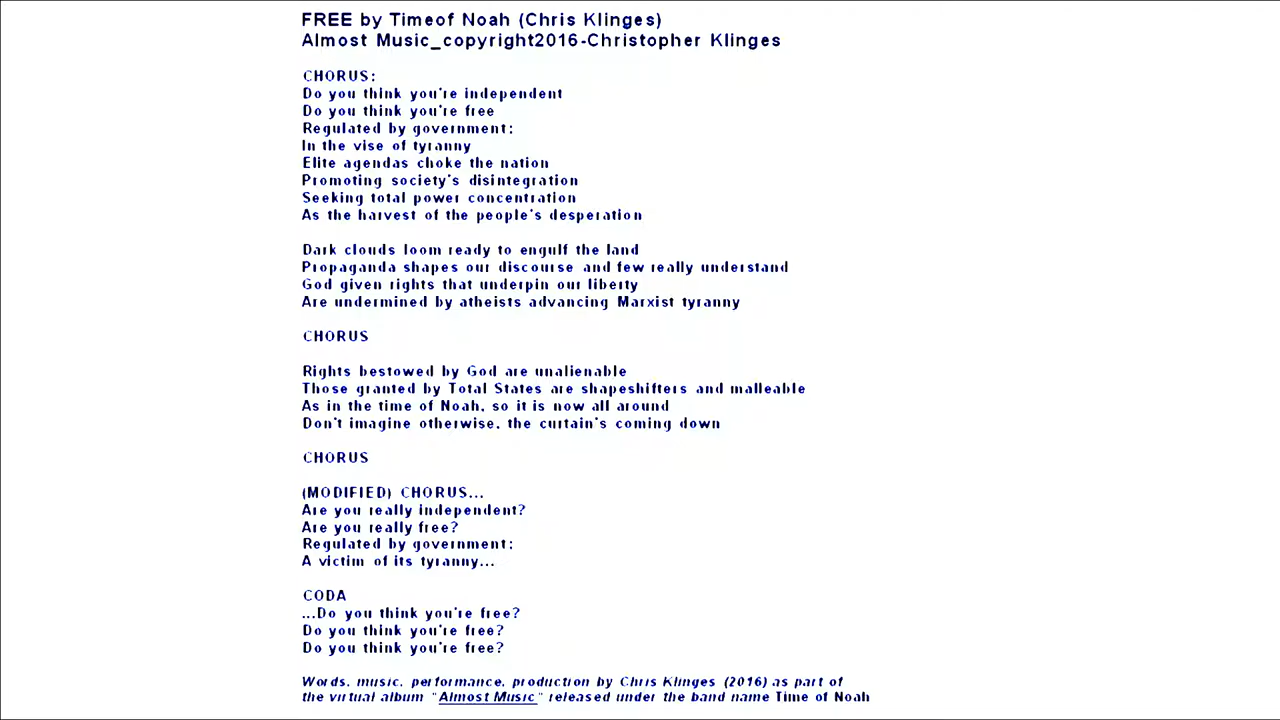 FREE by Timeof Noah (Chris Klinges)
Almost Music_copyright2016-Christopher Klinges
CHORUS:
Do you think you're independent
Do you think you're free
Regulated by government:
In the vise of tyranny
Elite agendas choke the nation
Promoting society's disintegration
Seeking total power concentration
As the harvest of the people's desperation
Dark clouds loom ready to engulf the land
Propaganda shapes our discourse and few really understand
God given rights that underpin our liberty
Are undermined by atheists advancing Marxist tyranny
CHORUS
Rights bestowed by God are unalienable
Those granted by Total States are shapeshifters and malleable
As in the time of Noah, so it is now all around
Don't imagine otherwise, the curtain's coming down
CHORUS
(MODIFIED) CHORUS...
Are you really independent?
Are you really free?
Regulated by government:
A victim of its tyranny...
CODA
...Do you think you're free?
Do you think you're free?
Do you think you're free?
Words, music, performance, production by Chris Klinges (2016) as part of
the virtual album "Almost Music" released under the band name Time of Noah